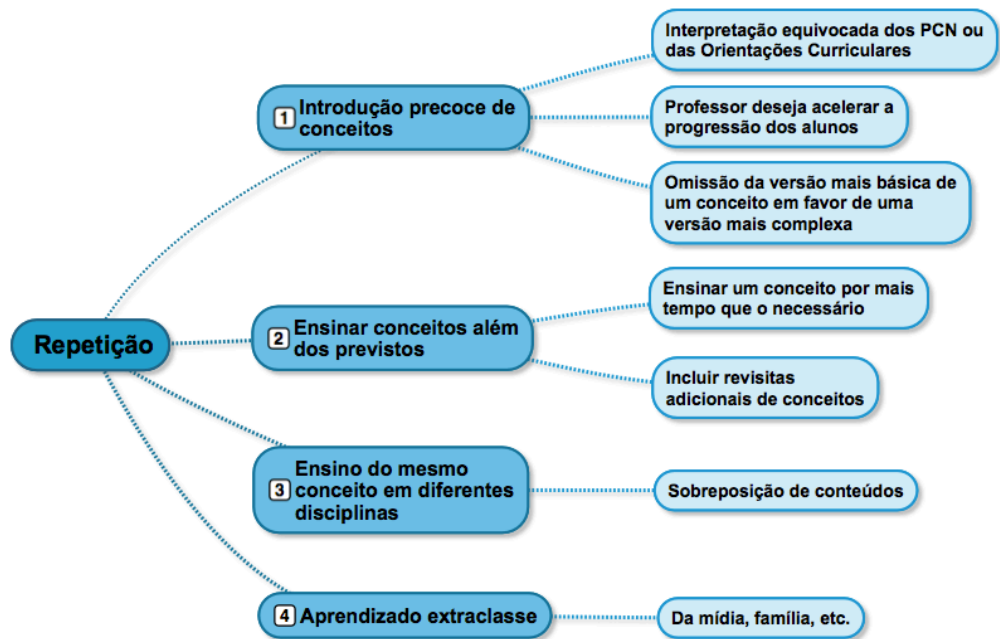 Repetição
1 Introdução precoce de
conceitos
Interpretação equivocada dos PCN ou
das Orientações Curriculares
Professor deseja acelerar a
progressão dos alunos
Omissão da versão mais básica de
um conceito em favor de uma
versão mais complexa
2 Ensinar conceitos além
dos previstos
Ensinar um conceito por mais
tempo que o necessário
Incluir revisitas
adicionais de conceitos
3 Ensino do mesmo
conceito em diferentes
disciplinas
Sobreposição de conteúdos
4 Aprendizado extraclasse
Da mídia, família, etc.